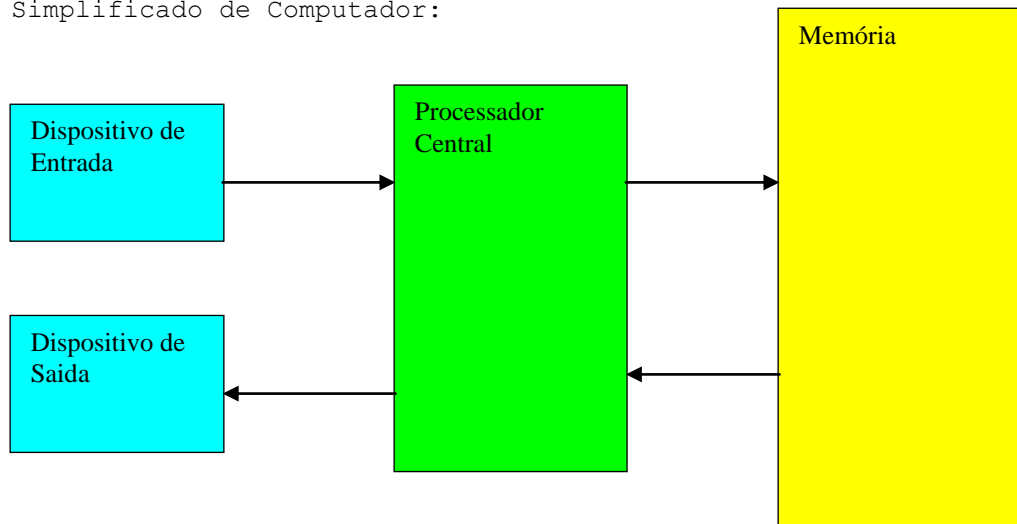 Simplificado de Computador:
Memória
Processador
Central
Dispositivo de
Entrada
Dispositivo de
Saida